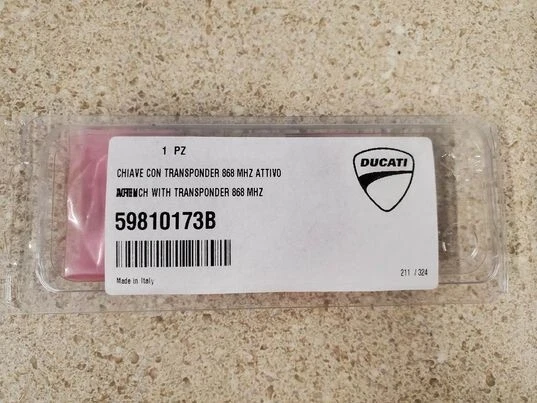 1 PZ
CHIAVE CON TRANSPONDER 868 MHZ ATTIVO
WITH TRANSPONDER 868 MHZ
59810173B
Made in Italy
DUCATI
211 / 324